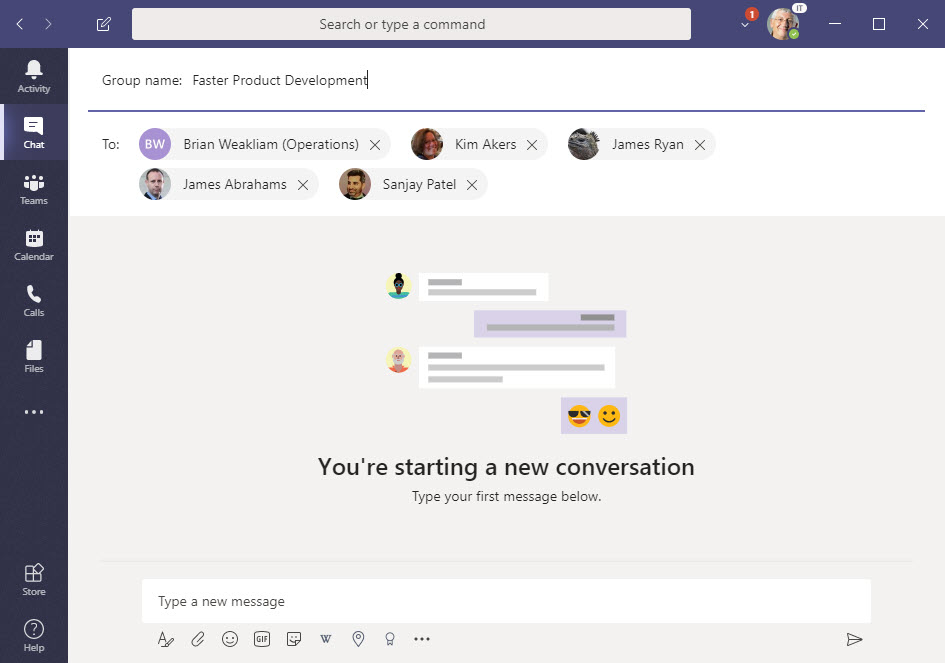 Search or type a command
1
IT
Activity
Chat
Teams
Calendar
Calls
Files
Store
Help
Group name: Faster Product Development
To: BW Brian Weakliam (Operations) Kim Akers James Ryan
James Abrahams Sanjay Patel
You're starting a new conversation
Type your first message below.
Type a new message
GIF
W